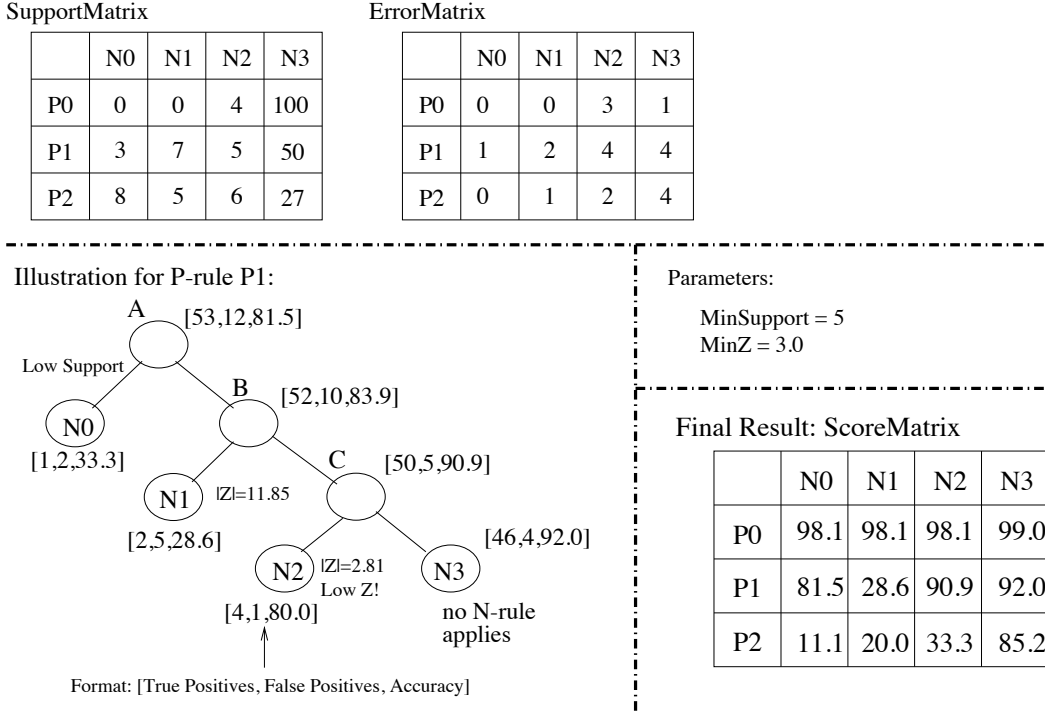 SupportMatrix
N0 N1 N2 N3
P0 0 0 4 100
P1 3 7 5 50
P2 8 5 6 27
ErrorMatrix
N0 N1 N2 N3
P0 0 0 3 1
P1 1 2 4 4
P2 0 1 2 4
Illustration for P-rule P1:
A
[53,12,81.5]
Low Support
B
[52,10,83.9]
N0
[1,2,33.3]
C
[50,5,90.9]
N1
|Z|=11.85
[2,5,28.6]
[46,4,92.0]
N2
|Z|=2.81
Low Z!
N3
[4,1,80.0]
no N-rule
applies
Format: [True Positives, False Positives, Accuracy]
Parameters:
MinSupport = 5
MinZ = 3.0
Final Result: ScoreMatrix
N0 N1 N2 N3
P0 98.1 98.1 98.1 99.0
P1 81.5 28.6 90.9 92.0
P2 11.1 20.0 33.3 85.2